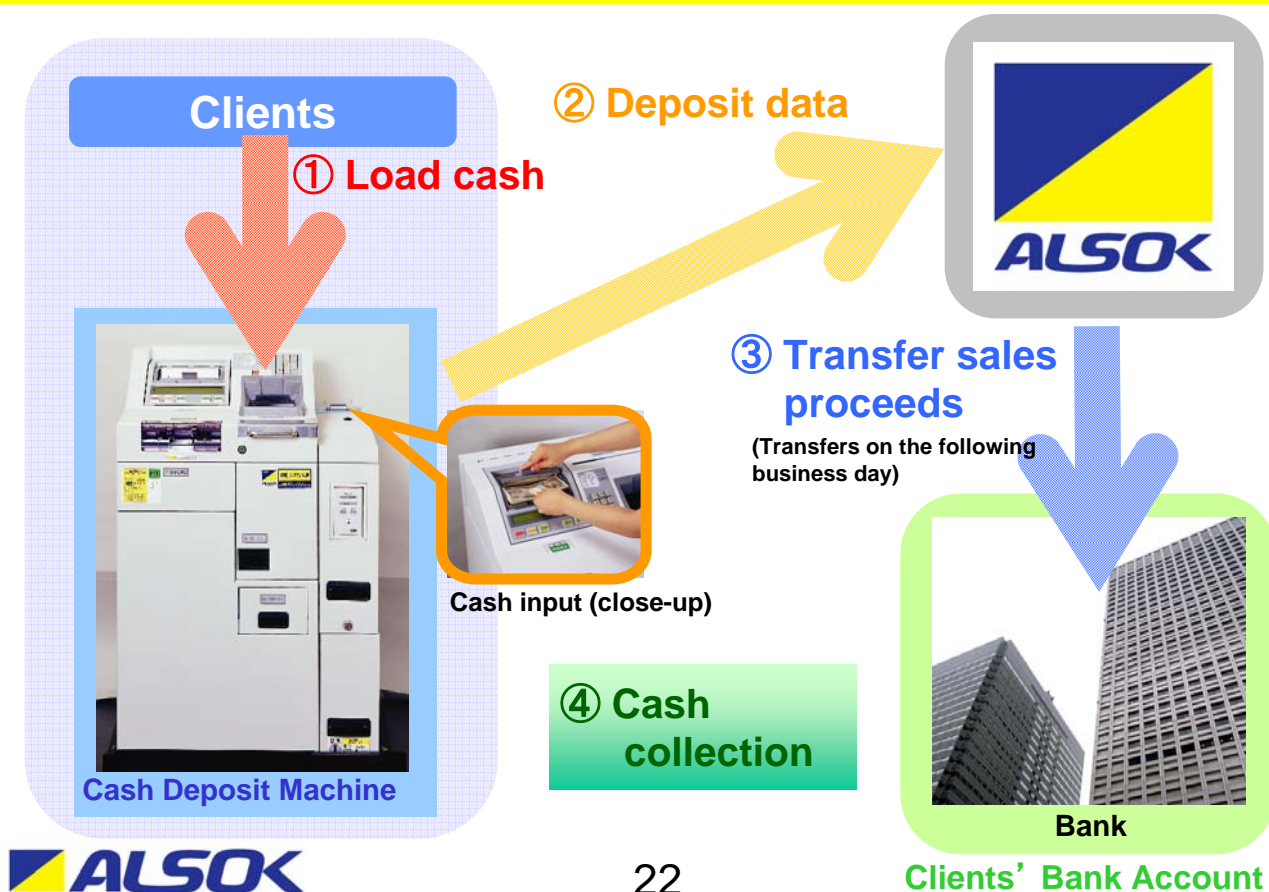 Clients
① Load cash
② Deposit data
ALSOK
③ Transfer sales
proceeds
(Transfers on the following
business day)
Cash input (close-up)
④ Cash
collection
Cash Deposit Machine
Bank
Clients’ Bank Account
ALSOK
22